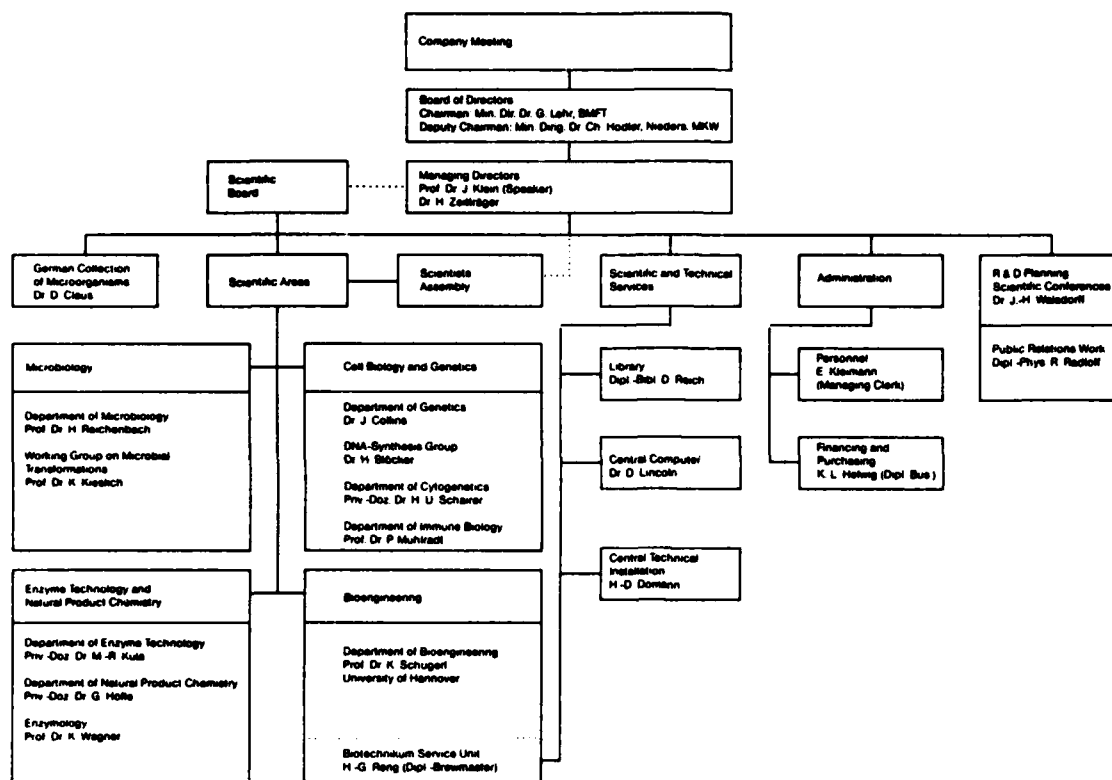 Company Meeting
Board of Directors
Chairman: Min. Dir. Dr. G. Lehr, BMFT
Deputy Chairman: Min. Ding. Dr Ch. Hodler, Nieders. MKW
Scientific
Board
Managing Directors
Prof Dr J Klein (Speaker)
Dr H Zeitträger
German Collection
of Microorganisms
Dr D Claus
Scientific Areas
Scientists
Assembly
Scientific and Technical
Services
Administration
R & D Planning
Scientific Conferences
Dr J.-H Walsdorff
Public Relations Work
Dipl-Phys R Radloff
Microbiology
Department of Microbiology
Prof Dr H Reichenbach
Working Group on Microbial
Transformations
Prof Dr K Kieslich
Cell Biology and Genetics
Department of Genetics
Dr J Collins
DNA-Synthesis Group
Dr H Blöcker
Department of Cytogenetics
Priv-Doz. Dr H U Schairer
Department of Immune Biology
Prof. Dr P Muhlradt
Library
Dipl-Bibl D Reich
Central Computer
Dr D Lincoln
Central Technical
Installation
H-D Domann
Personnel
E Kleimann
(Managing Clerk)
Financing and
Purchasing
K L Helwig (Dipl Bus)
Enzyme Technology and
Natural Product Chemistry
Department of Enzyme Technology
Priv-Doz Dr M-R Kula
Department of Natural Product Chemistry
Priv-Doz Dr G Höfle
Enzymology
Prof Dr K Wagner
Bioengineering
Department of Bioengineering
Prof Dr K Schugerl
University of Hannover
Biotechnikum Service Unit
H-G Reng (Dipl-Brewmaster)